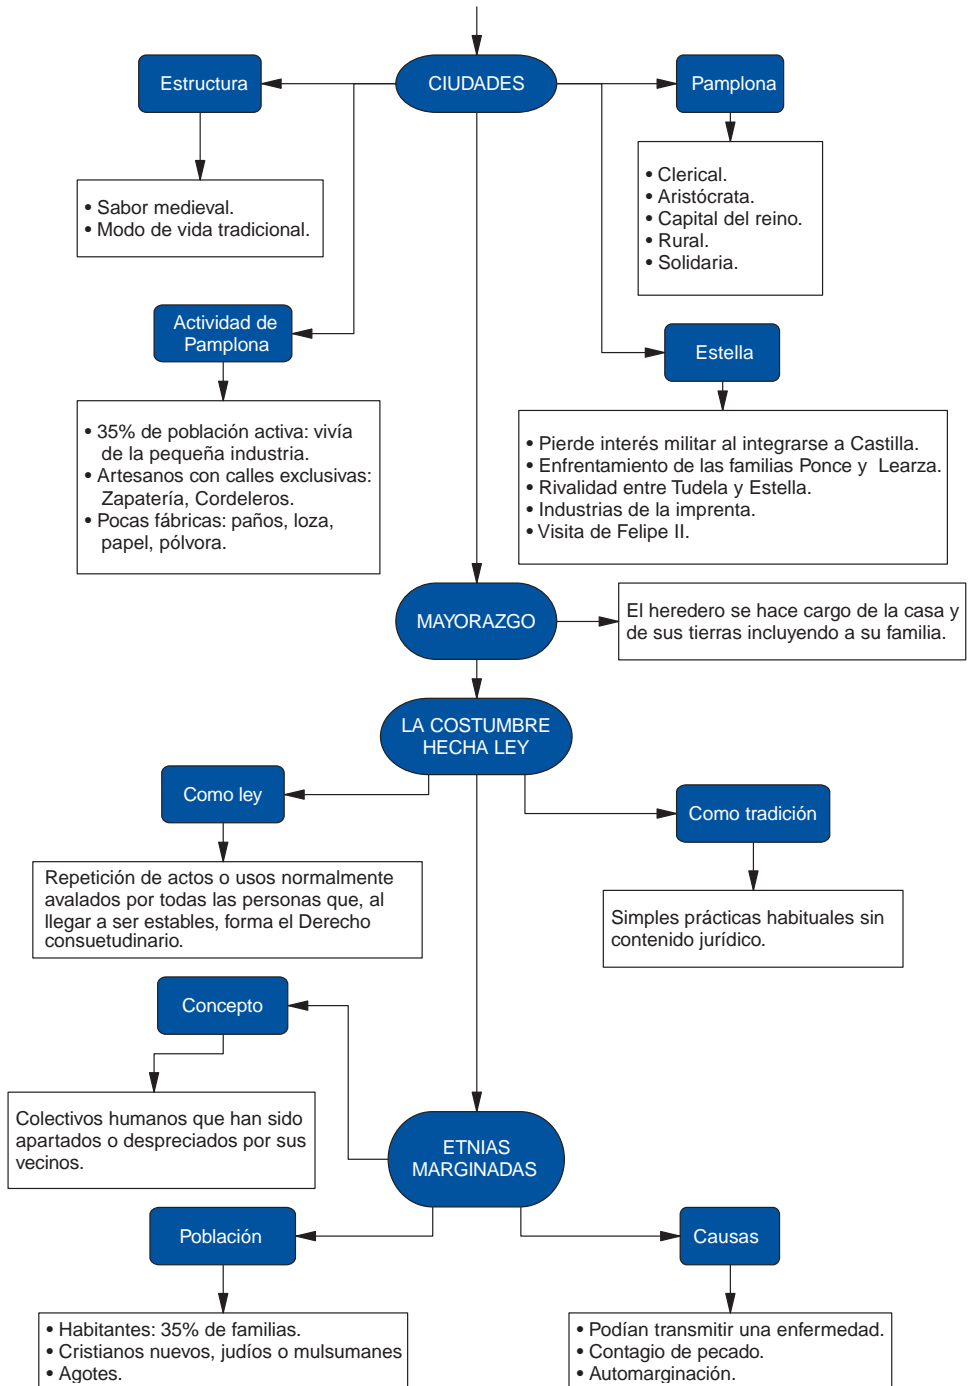 CIUDADES
Estructura
• Sabor medieval.
• Modo de vida tradicional.
Pamplona
• Clerical.
• Aristócrata.
• Capital del reino.
• Rural.
• Solidaria.
Actividad de
Pamplona
• 35% de población activa: vivía
de la pequeña industria.
• Artesanos con calles exclusivas:
Zapatería, Cordeleros.
• Pocas fábricas: paños, loza,
papel, pólvora.
Estella
• Pierde interés militar al integrarse a Castilla.
• Enfrentamiento de las familias Ponce y Learza.
• Rivalidad entre Tudela y Estella.
• Industrias de la imprenta.
• Visita de Felipe II.
MAYORAZGO
El heredero se hace cargo de la casa y
de sus tierras incluyendo a su familia.
LA COSTUMBRE
HECHA LEY
Como ley
Repetición de actos o usos normalmente
avalados por todas las personas que, al
llegar a ser estables, forma el Derecho
consuetudinario.
Como tradición
Simples prácticas habituales sin
contenido jurídico.
Concepto
Colectivos humanos que han sido
apartados o despreciados por sus
vecinos.
ETNIAS
MARGINADAS
Población
• Habitantes: 35% de familias.
• Cristianos nuevos, judíos o mulsumanes
• Agotes.
Causas
• Podían transmitir una enfermedad.
• Contagio de pecado.
• Automarginación.